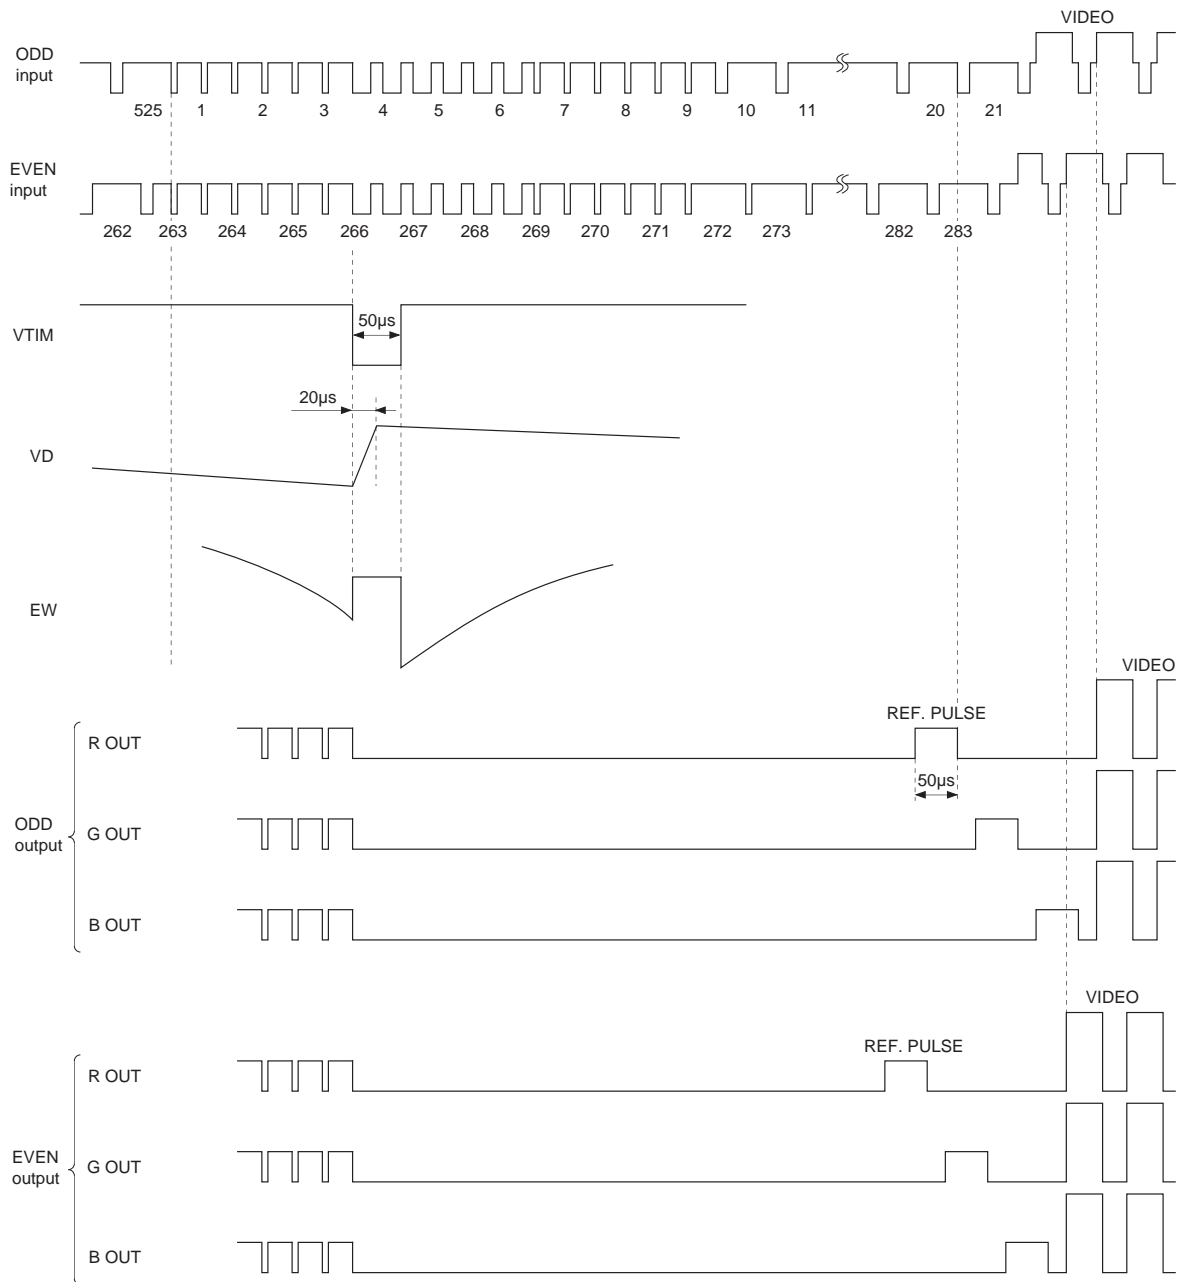 VIDEO
ODD
input
525 1 2 3 4 5 6 7 8 9 10 11 20 21
EVEN
input
262 263 264 265 266 267 268 269 270 271 272 273 282 283
VTIM
50µs
20µs
VD
EW
VIDEO
REF. PULSE
R OUT
50µs
ODD
output
G OUT
B OUT
VIDEO
REF. PULSE
R OUT
EVEN
output
G OUT
B OUT